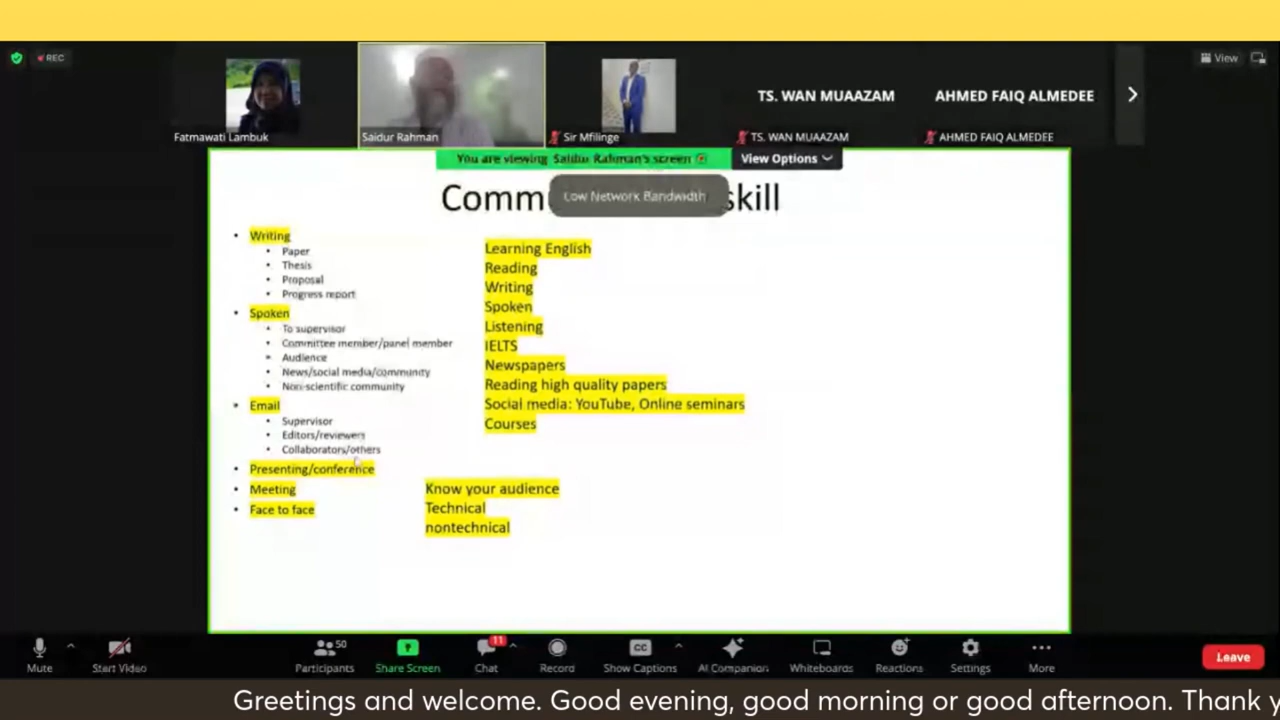 REC
View
TS. WAN MUAAZAM
AHMED FAIQ ALMEDEE
Fatmawati Lambuk
Saidur Rahman
Sir Mfilinge
TS. WAN MUAAZAM
AHMED FAIQ ALMEDEE
You are viewing Saidur Rahman's screen
View Options
Low Network Bandwidth
Comm skill
Writing
Paper
Thesis
Proposal
Progress report
Spoken
To supervisor
Committee member/panel member
Audience
News/social media/community
Non-scientific community
Email
Supervisor
Editors/reviewers
Collaborators/others
Presenting/conference
Meeting
Face to face
Learning English
Reading
Writing
Spoken
Listening
IELTS
Newspapers
Reading high quality papers
Social media: YouTube, Online seminars
Courses
Know your audience
Technical
nontechnical
Mute
Start Video
50
Participants
Share Screen
11
Chat
Record
CC
Show Captions
AI Companion
Whiteboards
Reactions
Settings
More
Leave
Greetings and welcome. Good evening, good morning or good afternoon. Thank y